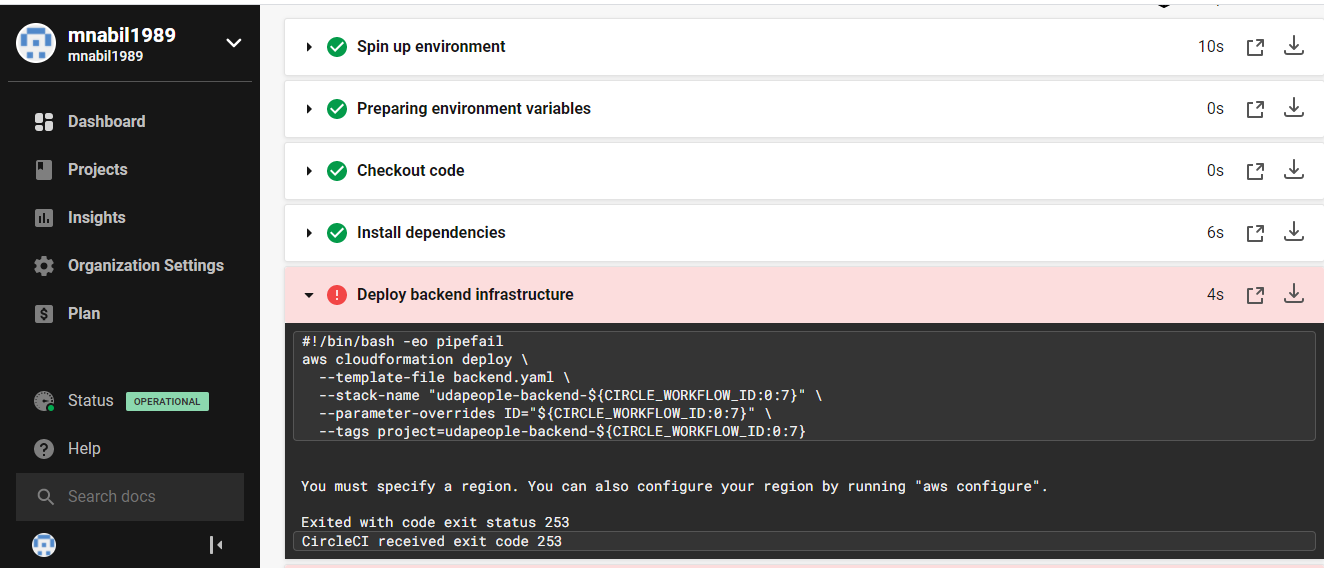 mnabil1989
mnabil1989
Dashboard
Projects
Insights
Organization Settings
Plan
Status OPERATIONAL
Help
Search docs
Spin up environment 10s
Preparing environment variables 0s
Checkout code 0s
Install dependencies 6s
Deploy backend infrastructure 4s
#!/bin/bash -eo pipefail
aws cloudformation deploy \
  --template-file backend.yaml \
  --stack-name "udapeople-backend-${CIRCLE_WORKFLOW_ID:0:7}" \
  --parameter-overrides ID="${CIRCLE_WORKFLOW_ID:0:7}" \
  --tags project=udapeople-backend-${CIRCLE_WORKFLOW_ID:0:7}
You must specify a region. You can also configure your region by running "aws configure".
Exited with code exit status 253
CircleCI received exit code 253